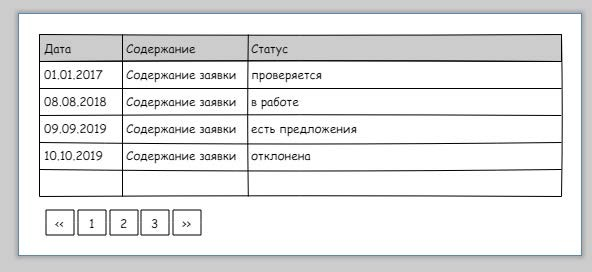 Дата Содержание Статус
01.01.2017 Содержание заявки проверяется
08.08.2018 Содержание заявки в работе
09.09.2019 Содержание заявки есть предложения
10.10.2019 Содержание заявки отклонена
<< 1 2 3 >>